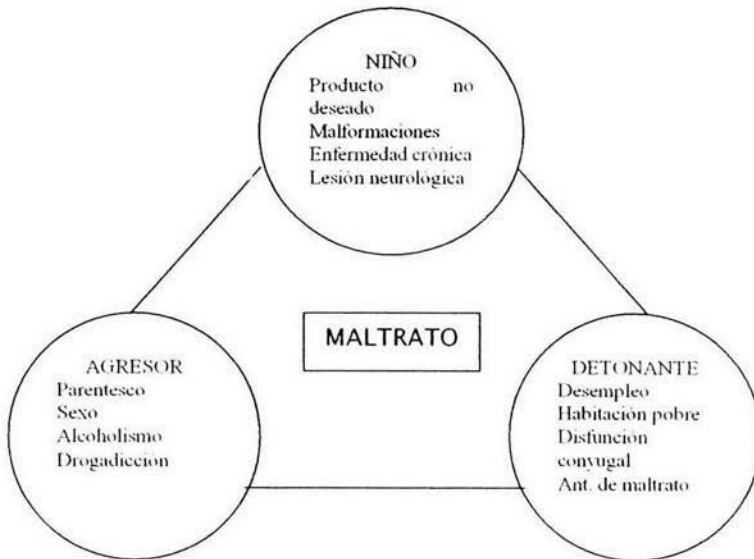 NIÑO
Producto no
deseado
Malformaciones
Enfermedad crónica
Lesión neurológica
MALTRATO
AGRESOR
Parentesco
Sexo
Alcoholismo
Drogadicción
DETONANTE
Desempleo
Habitación pobre
Disfunción
conyugal
Ant. de maltrato